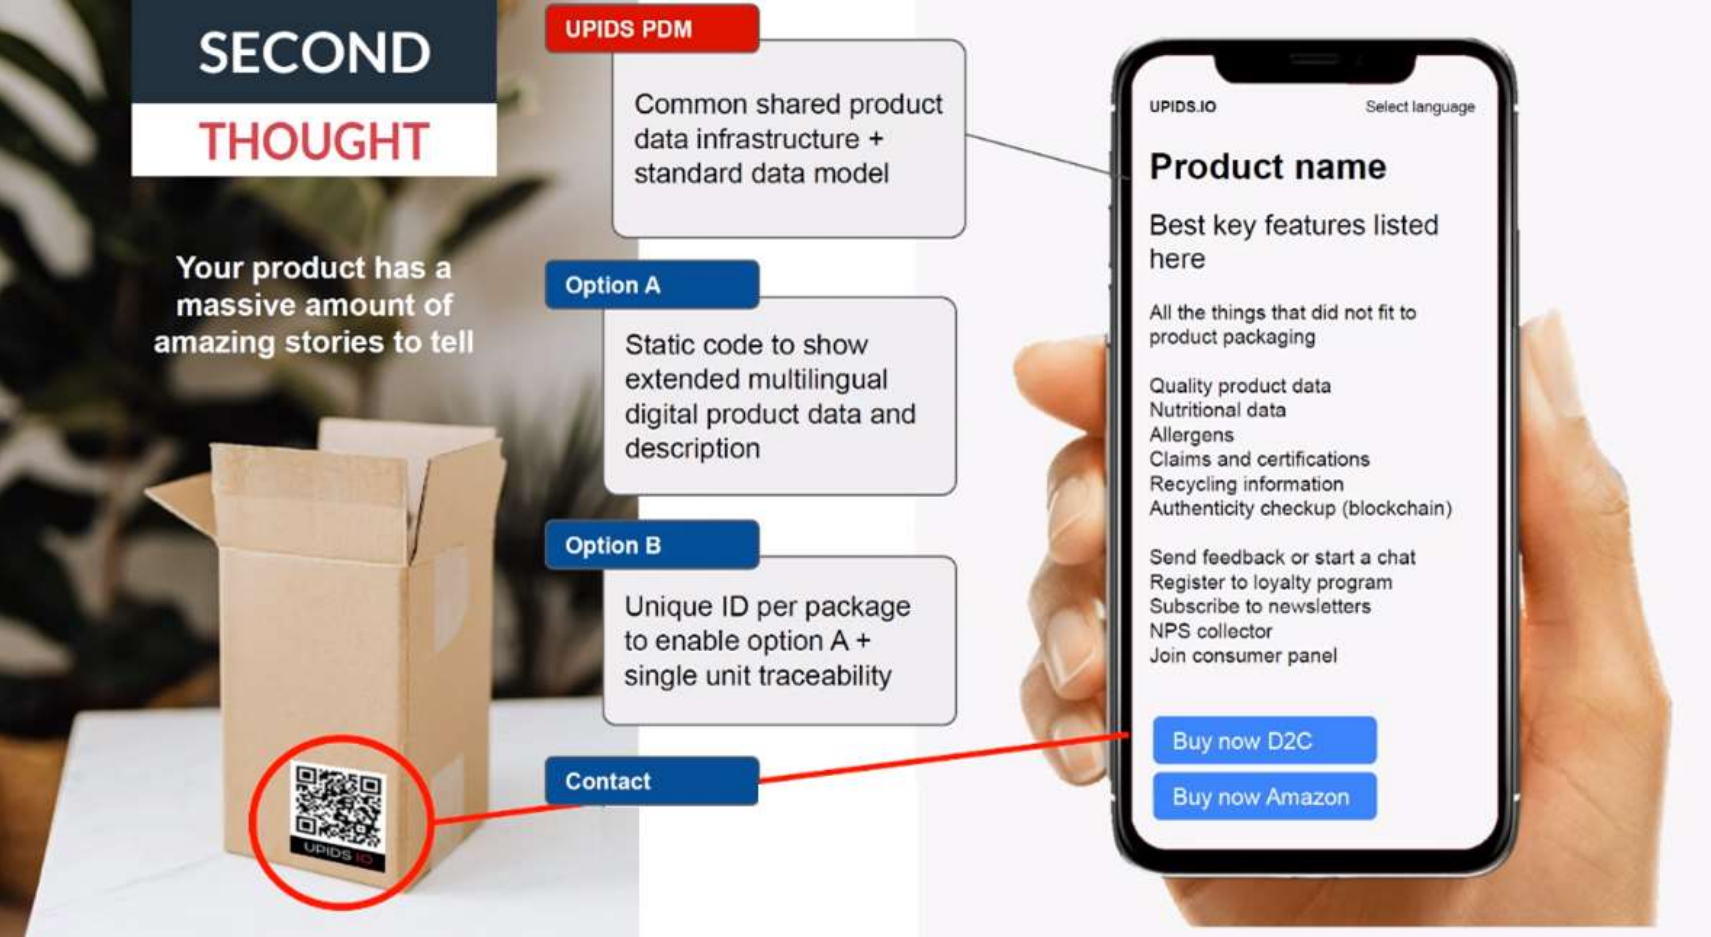 SECOND
THOUGHT
Your product has a
massive amount of
amazing stories to tell
UPIDS IO
UPIDS PDM
Common shared product
data infrastructure +
standard data model
Option A
Static code to show
extended multilingual
digital product data and
description
Option B
Unique ID per package
to enable option A +
single unit traceability
Contact
UPIDS.IO
Select language
Product name
Best key features listed
here
All the things that did not fit to
product packaging
Quality product data
Nutritional data
Allergens
Claims and certifications
Recycling information
Authenticity checkup (blockchain)
Send feedback or start a chat
Register to loyalty program
Subscribe to newsletters
NPS collector
Join consumer panel
Buy now D2C
Buy now Amazon